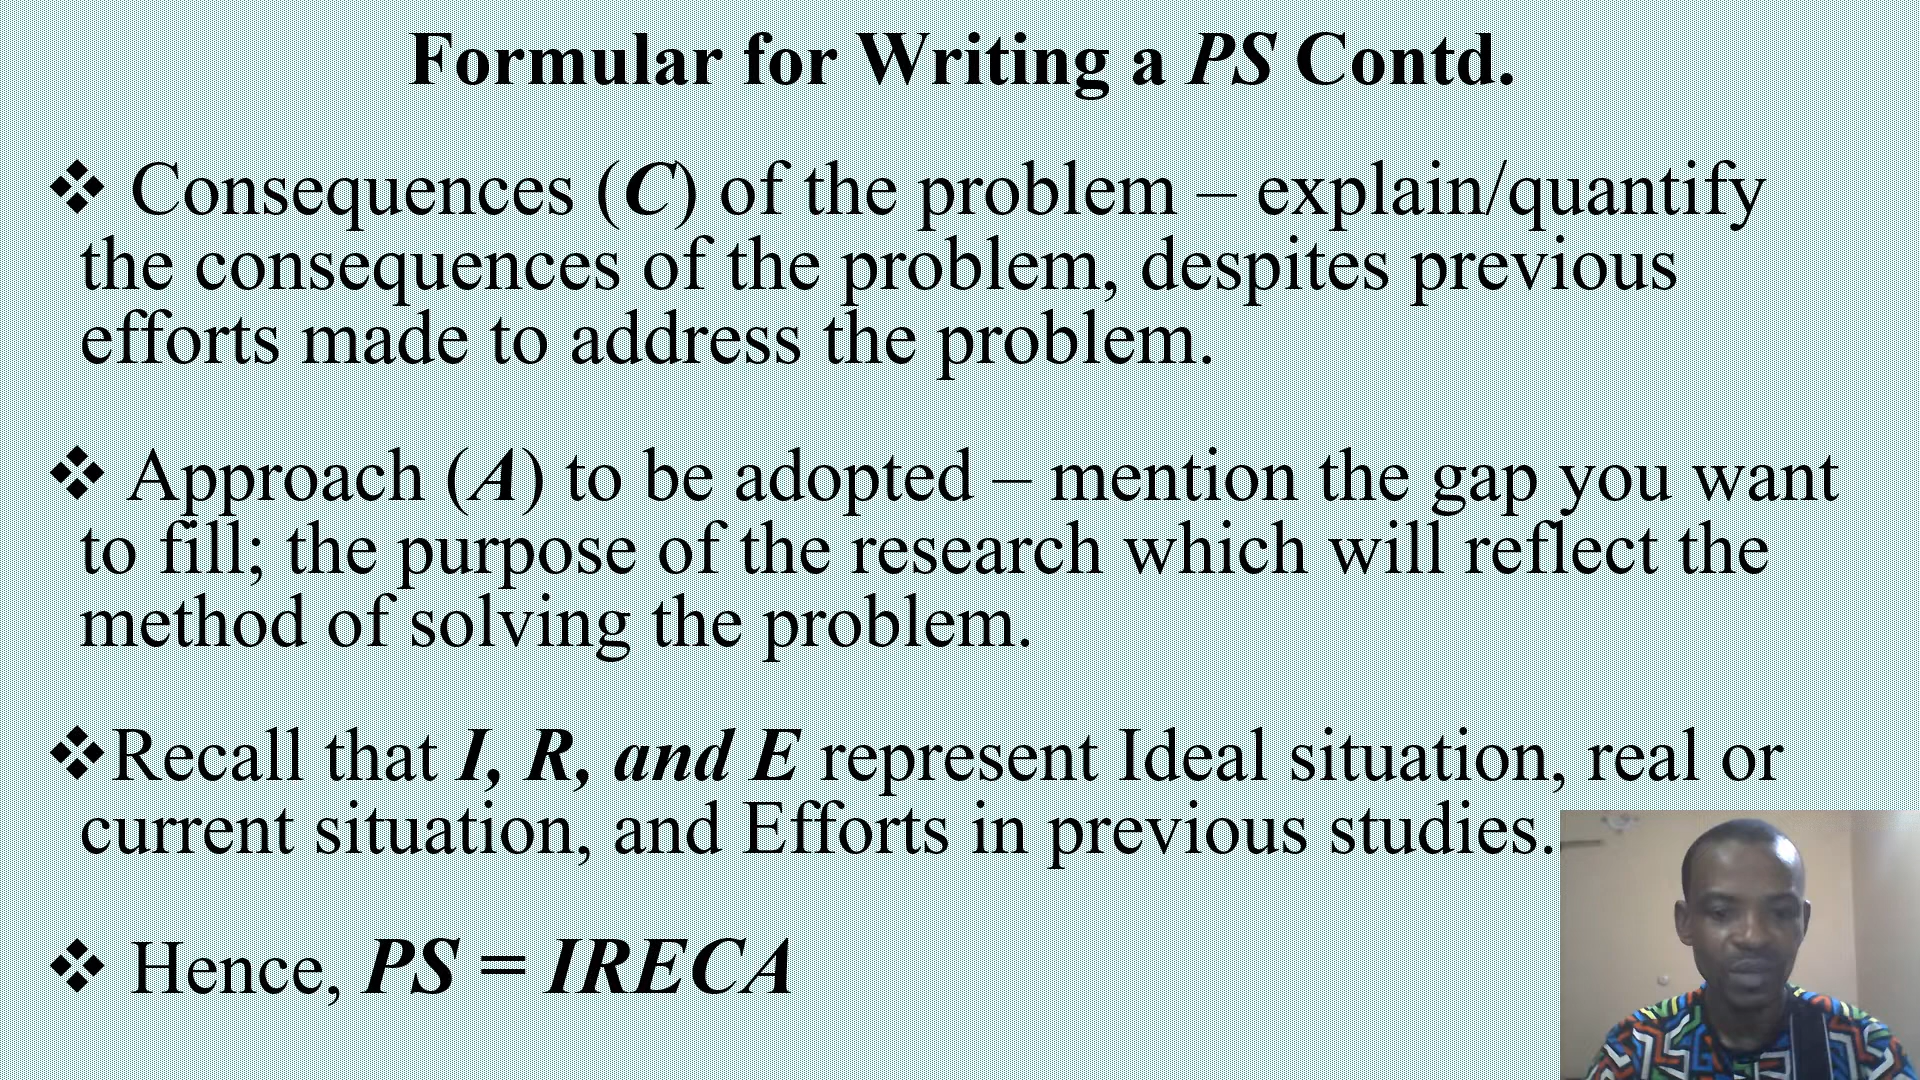 Formular for Writing a PS Contd.
❖ Consequences (C) of the problem – explain/quantify
the consequences of the problem, despites previous
efforts made to address the problem.
❖ Approach (A) to be adopted – mention the gap you want
to fill; the purpose of the research which will reflect the
method of solving the problem.
❖Recall that I, R, and E represent Ideal situation, real or
current situation, and Efforts in previous studies.
❖ Hence, PS = IRECA